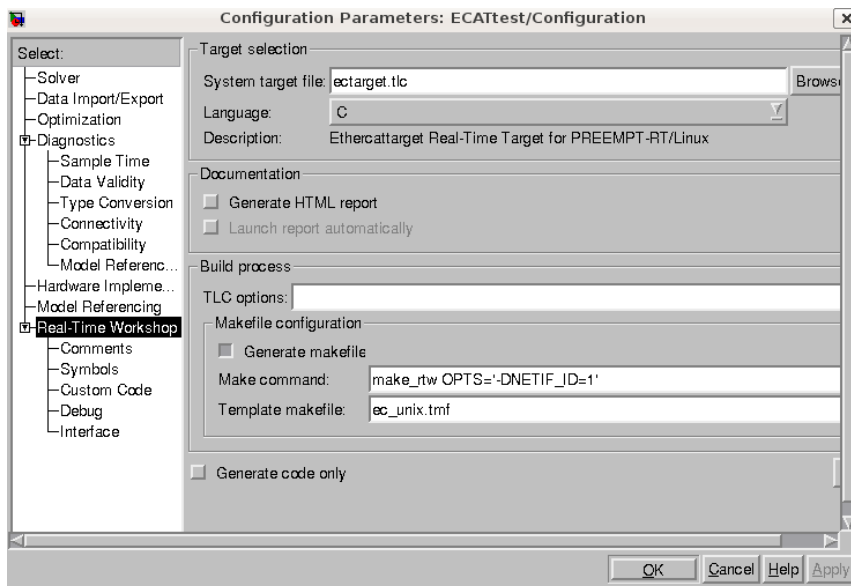 Configuration Parameters: ECATtest/Configuration
Select:
Solver
Data Import/Export
Optimization
Diagnostics
Sample Time
Data Validity
Type Conversion
Connectivity
Compatibility
Model Referenc...
Hardware Impleme...
Model Referencing
Real-Time Workshop
Comments
Symbols
Custom Code
Debug
Interface
Target selection
System target file: ectarget.tlc
Language: C
Description: Ethercattarget Real-Time Target for PREEMPT-RT/Linux
Documentation
Generate HTML report
Launch report automatically
Build process
TLC options:
Makefile configuration
Generate makefile
Make command: make_rtw OPTS='-DNETIF_ID=1'
Template makefile: ec_unix.tmf
Generate code only
OK Cancel Help Apply